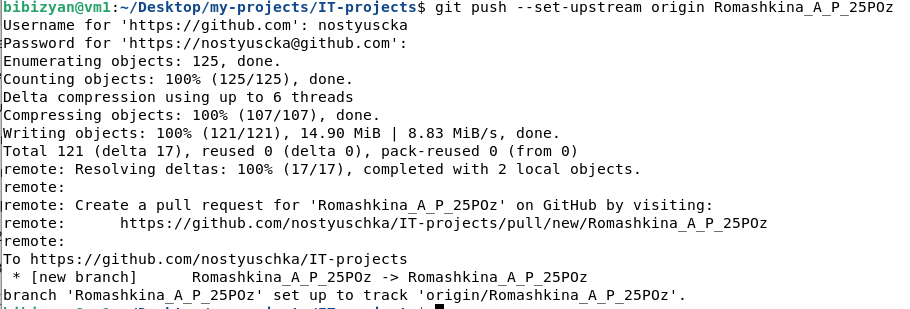 bibizyan@vm1:~/Desktop/my-projects/IT-projects$ git push --set-upstream origin Romashkina_A_P_25POz
Username for 'https://github.com': nostyuscka
Password for 'https://nostyuscka@github.com':
Enumerating objects: 125, done.
Counting objects: 100% (125/125), done.
Delta compression using up to 6 threads
Compressing objects: 100% (107/107), done.
Writing objects: 100% (121/121), 14.90 MiB | 8.83 MiB/s, done.
Total 121 (delta 17), reused 0 (delta 0), pack-reused 0 (from 0)
remote: Resolving deltas: 100% (17/17), completed with 2 local objects.
remote:
remote: Create a pull request for 'Romashkina_A_P_25POz' on GitHub by visiting:
remote:      https://github.com/nostyuschka/IT-projects/pull/new/Romashkina_A_P_25POz
remote:
To https://github.com/nostyuschka/IT-projects
 * [new branch]      Romashkina_A_P_25POz -> Romashkina_A_P_25POz
branch 'Romashkina_A_P_25POz' set up to track 'origin/Romashkina_A_P_25POz'.